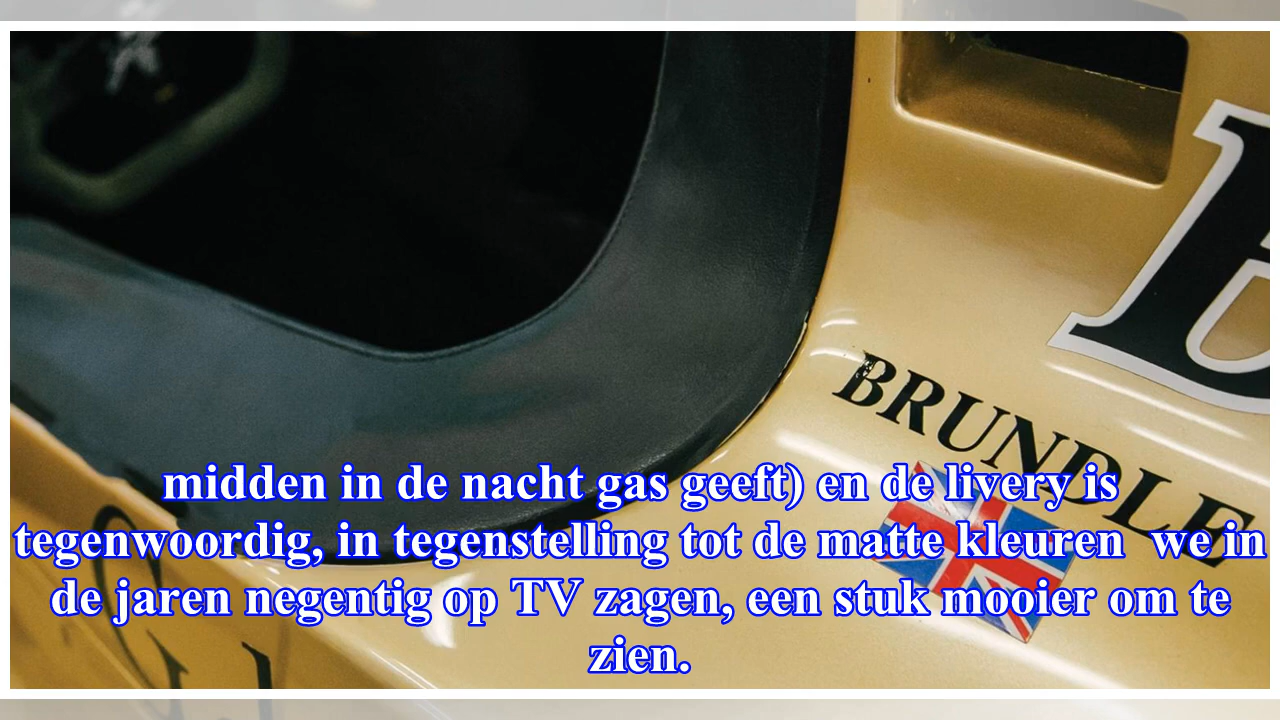 BRUNDLE
midden in de nacht gas geeft) en de livery is
tegenwoordig, in tegenstelling tot de matte kleuren  we in
de jaren negentig op TV zagen, een stuk mooier om te
zien.